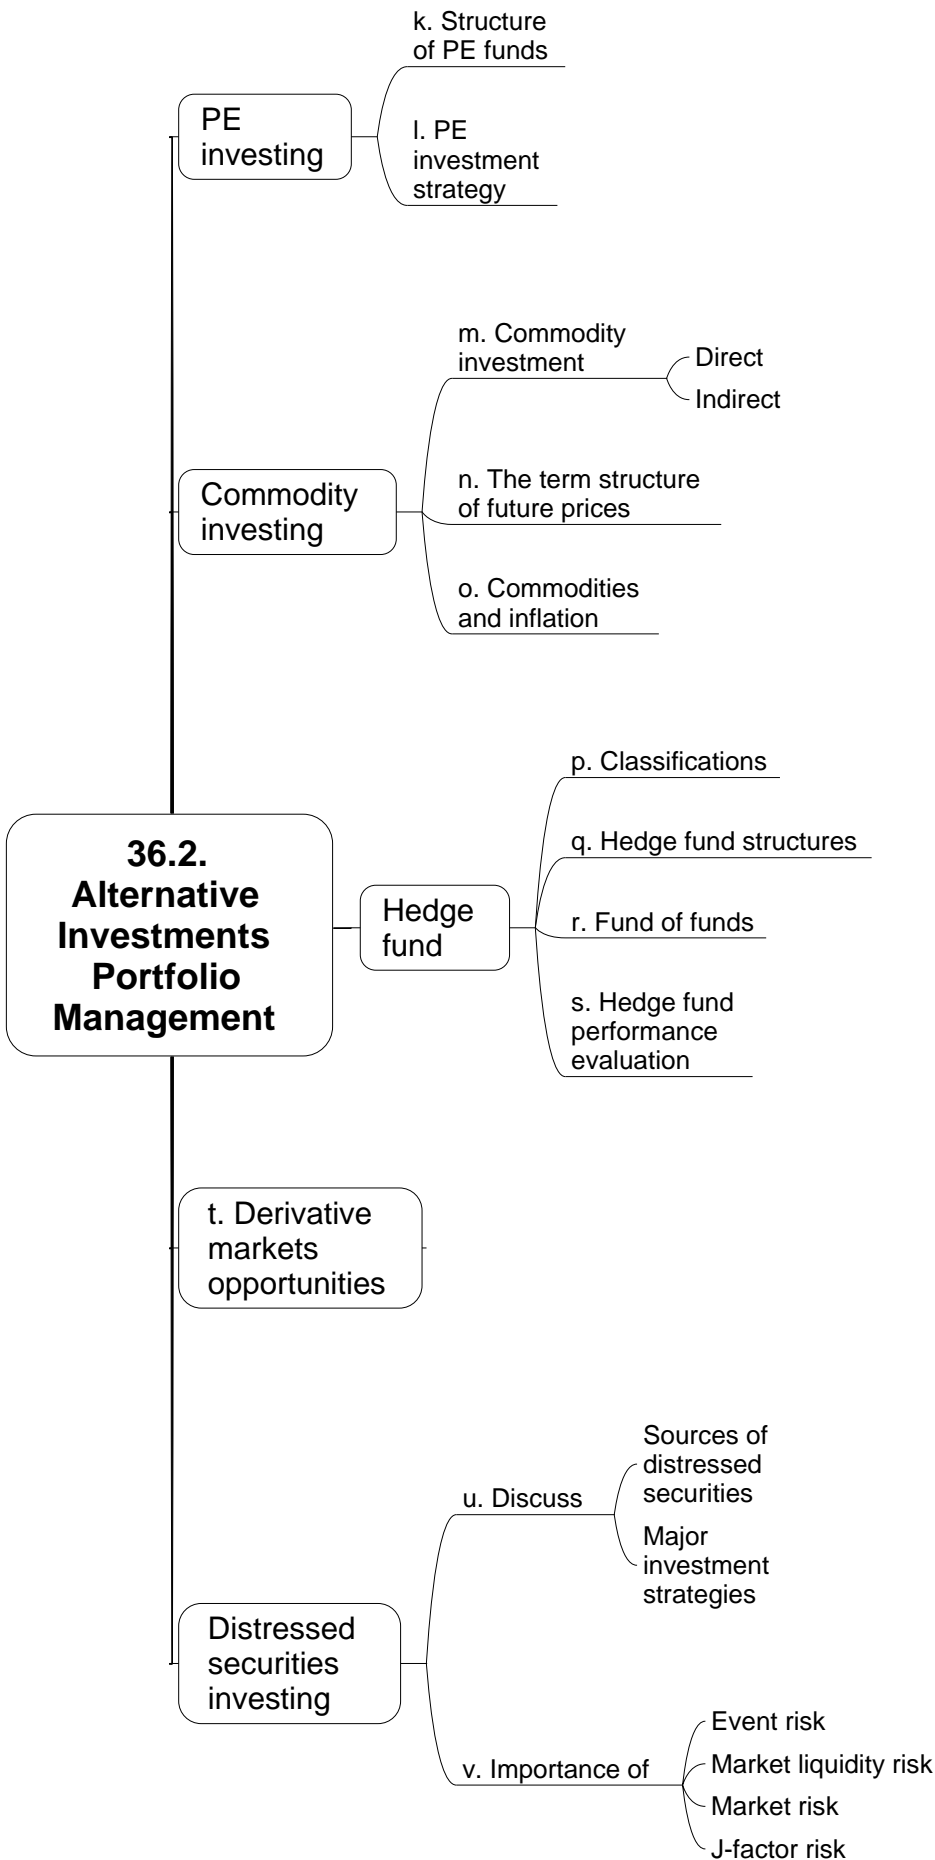 k. Structure
of PE funds
PE
investing
l. PE
investment
strategy
m. Commodity
investment
Direct
Indirect
Commodity
investing
n. The term structure
of future prices
o. Commodities
and inflation
36.2.
Alternative
Investments
Portfolio
Management
Hedge
fund
p. Classifications
q. Hedge fund structures
r. Fund of funds
s. Hedge fund
performance
evaluation
t. Derivative
markets
opportunities
Distressed
securities
investing
u. Discuss
Sources of
distressed
securities
Major
investment
strategies
v. Importance of
Event risk
Market liquidity risk
Market risk
J-factor risk